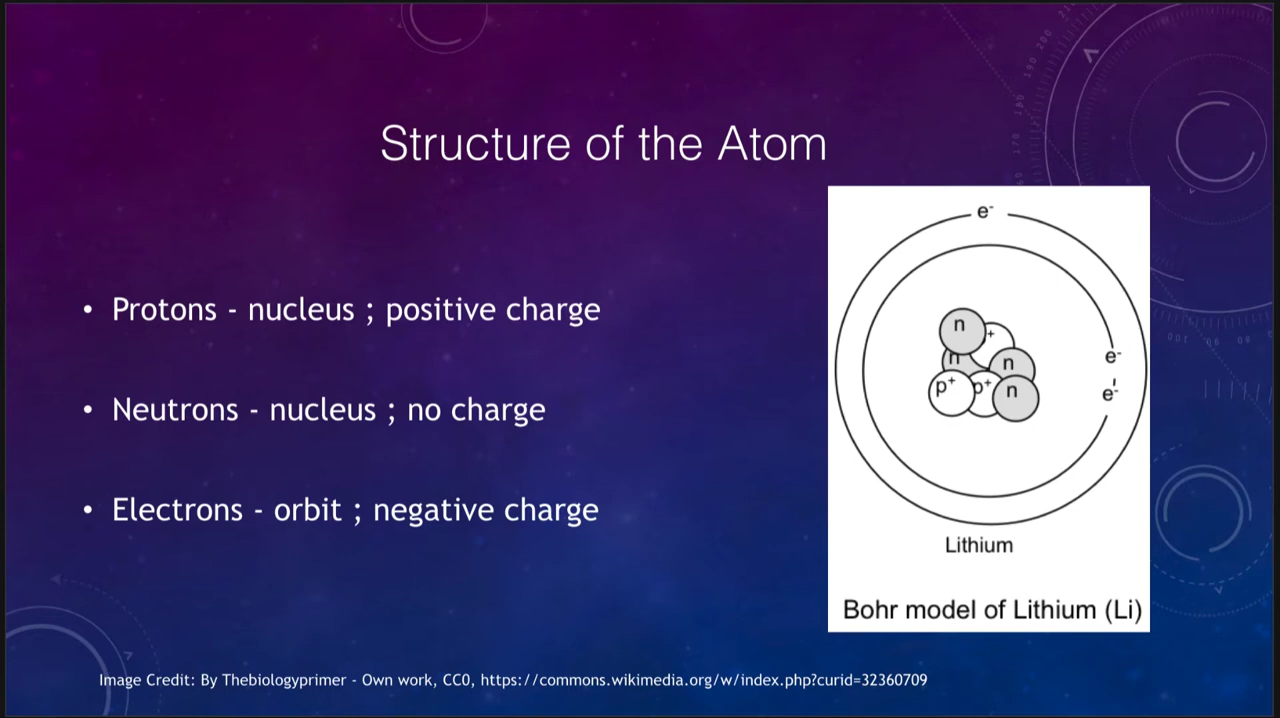 Structure of the Atom
• Protons - nucleus ; positive charge
• Neutrons - nucleus ; no charge
• Electrons - orbit ; negative charge
e-
n
+
n
n
e-
p+
p+
n
e-
Lithium
Bohr model of Lithium (Li)
Image Credit: By Thebiologyprimer - Own work, CC0, https://commons.wikimedia.org/w/index.php?curid=32360709